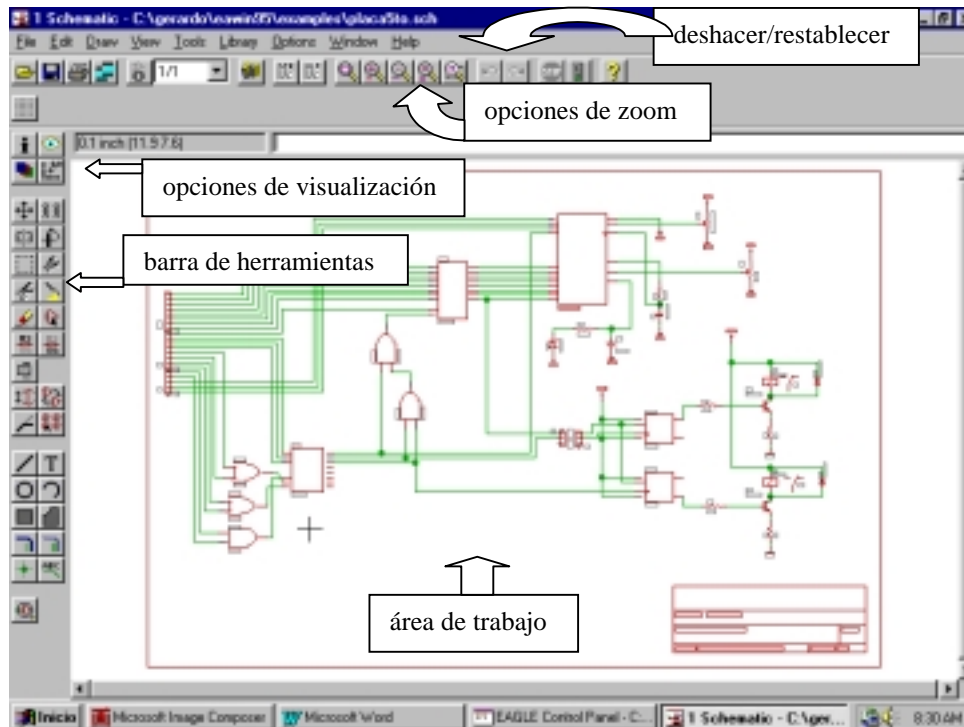 1 Schematic - C:\gerardo\eawin95\examples\placa5to.sch
File Edit Draw View Tools Library Options Window Help
deshacer/restablecer
1/1
opciones de zoom
0.1 inch (11.9 7.6)
opciones de visualización
barra de herramientas
área de trabajo
Inicio Microsoft Image Composer Microsoft Word EAGLE Control Panel - C:... 1 Schematic - C:\ger... 8:30 AM